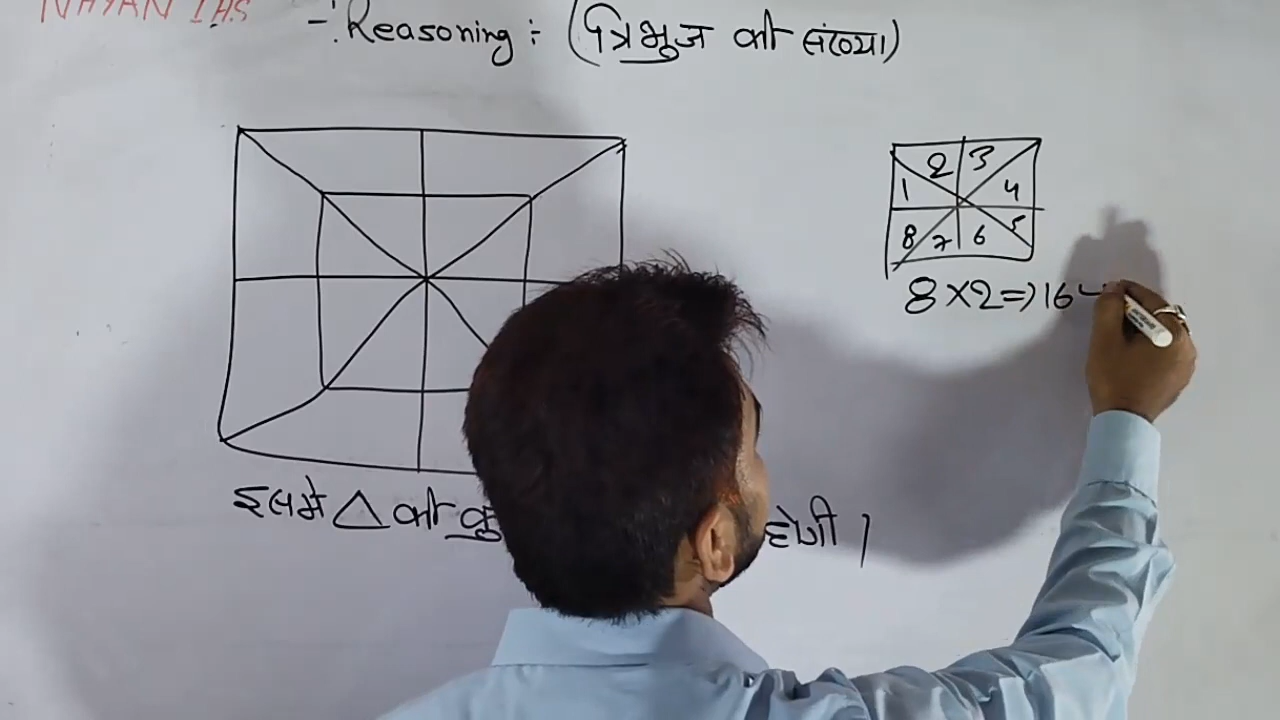 NAYAN IAS
-: Reasoning :- (त्रिभुज की संख्या)
2 3
1 4
8 7 6 5
8×2=>16
इसमे △ की कु होगी |